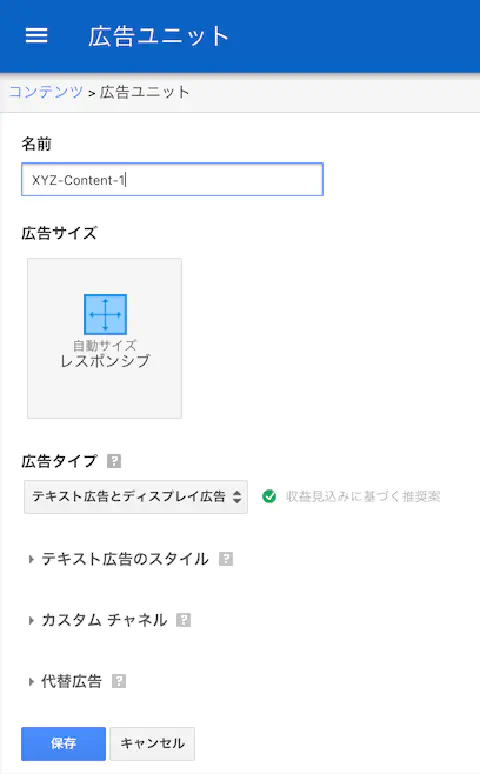 広告ユニット
コンテンツ > 広告ユニット
名前
XYZ-Content-1
広告サイズ
自動サイズ
レスポンシブ
広告タイプ ?
テキスト広告とディスプレイ広告 収益見込みに基づく推奨案
テキスト広告のスタイル ?
カスタム チャネル ?
代替広告 ?
保存 キャンセル